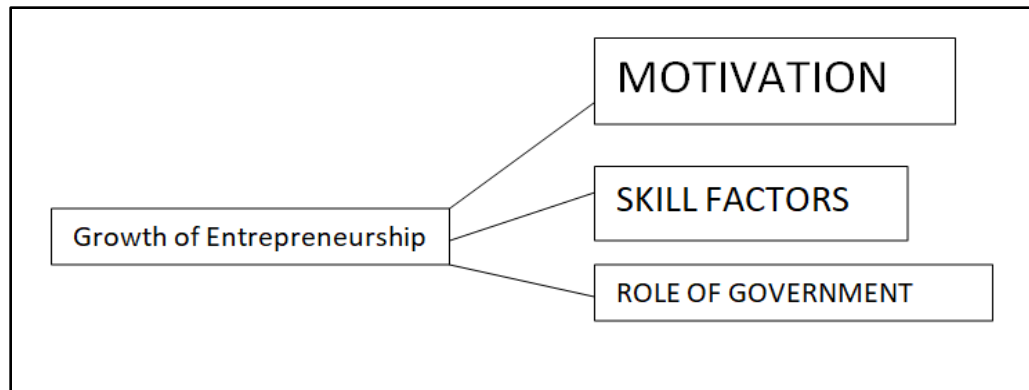 MOTIVATION
SKILL FACTORS
Growth of Entrepreneurship
ROLE OF GOVERNMENT